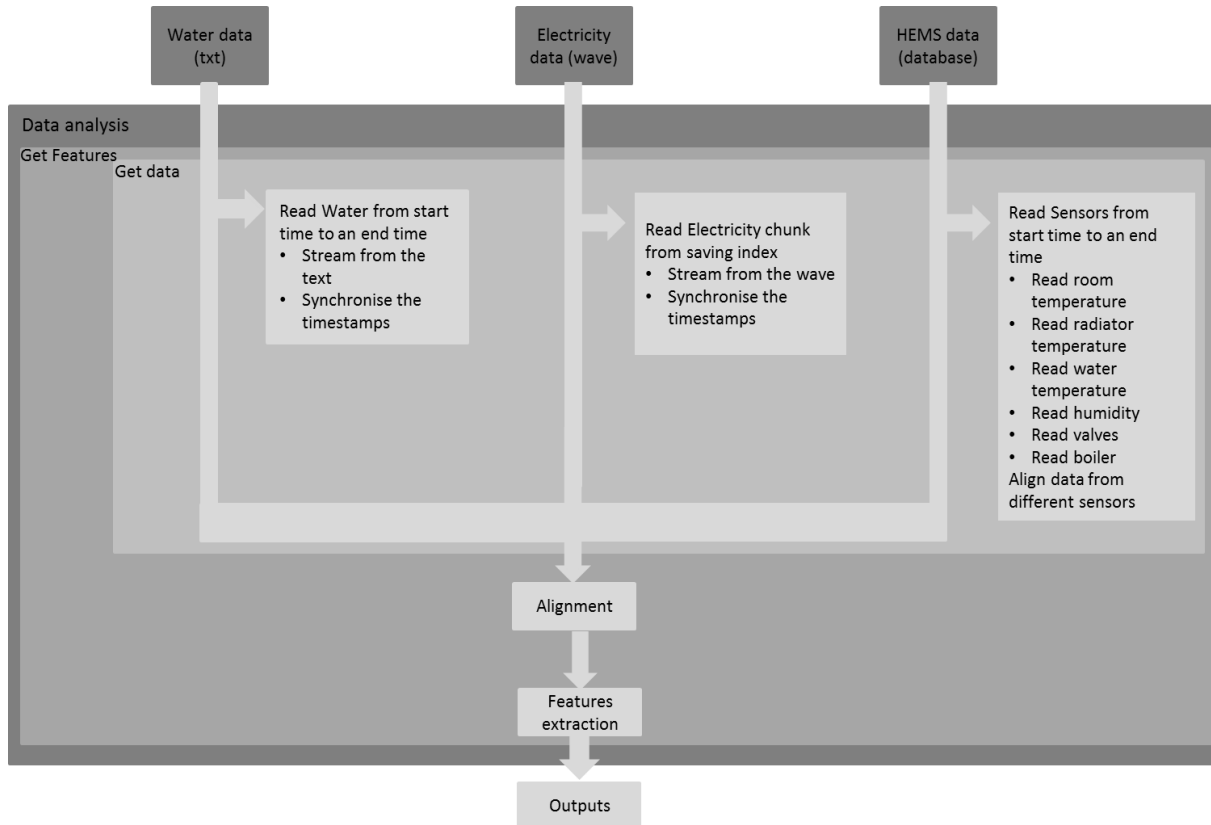 Water data
(txt)
Electricity
data (wave)
HEMS data
(database)
Data analysis
Get Features
Get data
Read Water from start
time to an end time
• Stream from the
text
• Synchronise the
timestamps
Read Electricity chunk
from saving index
• Stream from the wave
• Synchronise the
timestamps
Read Sensors from
start time to an end
time
• Read room
temperature
• Read radiator
temperature
• Read water
temperature
• Read humidity
• Read valves
• Read boiler
Align data from
different sensors
Alignment
Features
extraction
Outputs